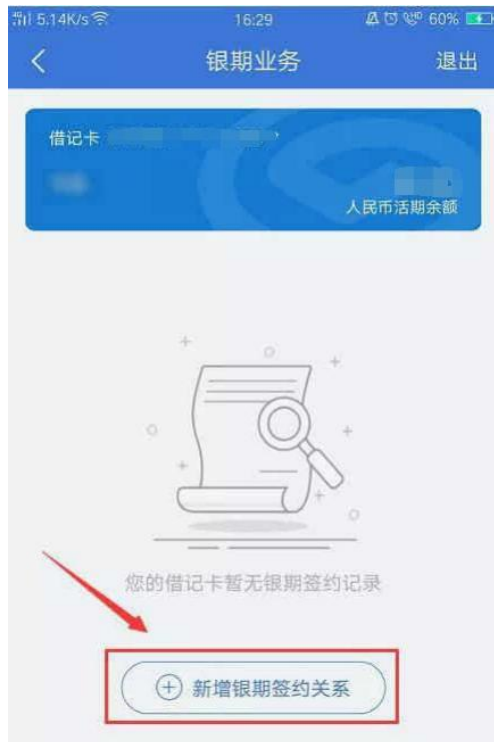 5.14K/s 16:29 60%
银期业务 退出
借记卡
人民币活期余额
您的借记卡暂无银期签约记录
新增银期签约关系